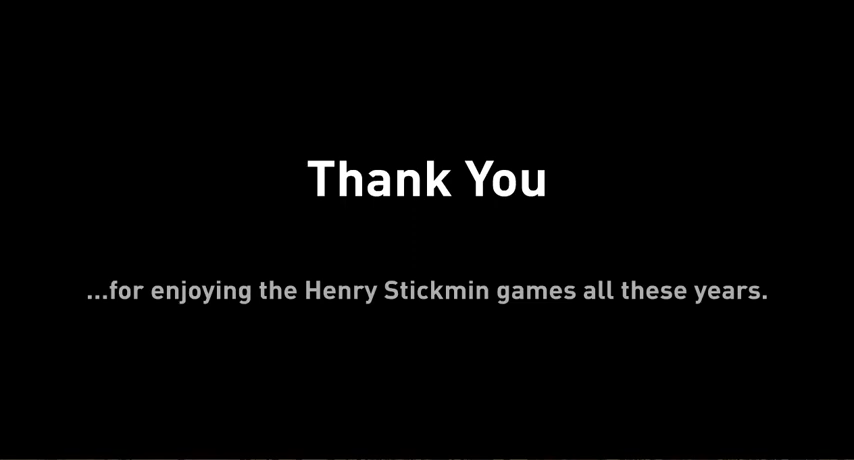 Thank You
...for enjoying the Henry Stickmin games all these years.